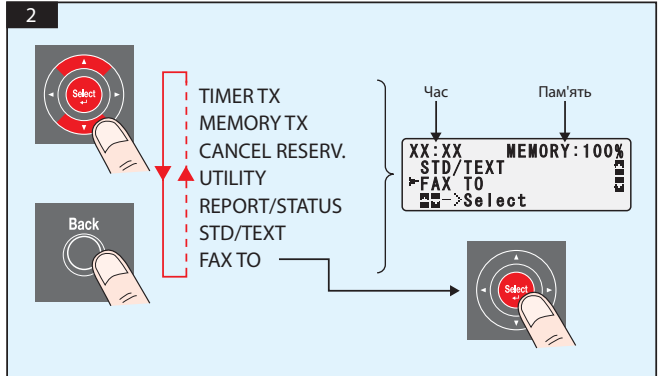 2
Select
TIMER TX
MEMORY TX
CANCEL RESERV.
UTILITY
REPORT/STATUS
STD/TEXT
FAX TO
Back
Час
Пам'ять
XX:XX MEMORY:100%
STD/TEXT
FAX TO
->Select
Select